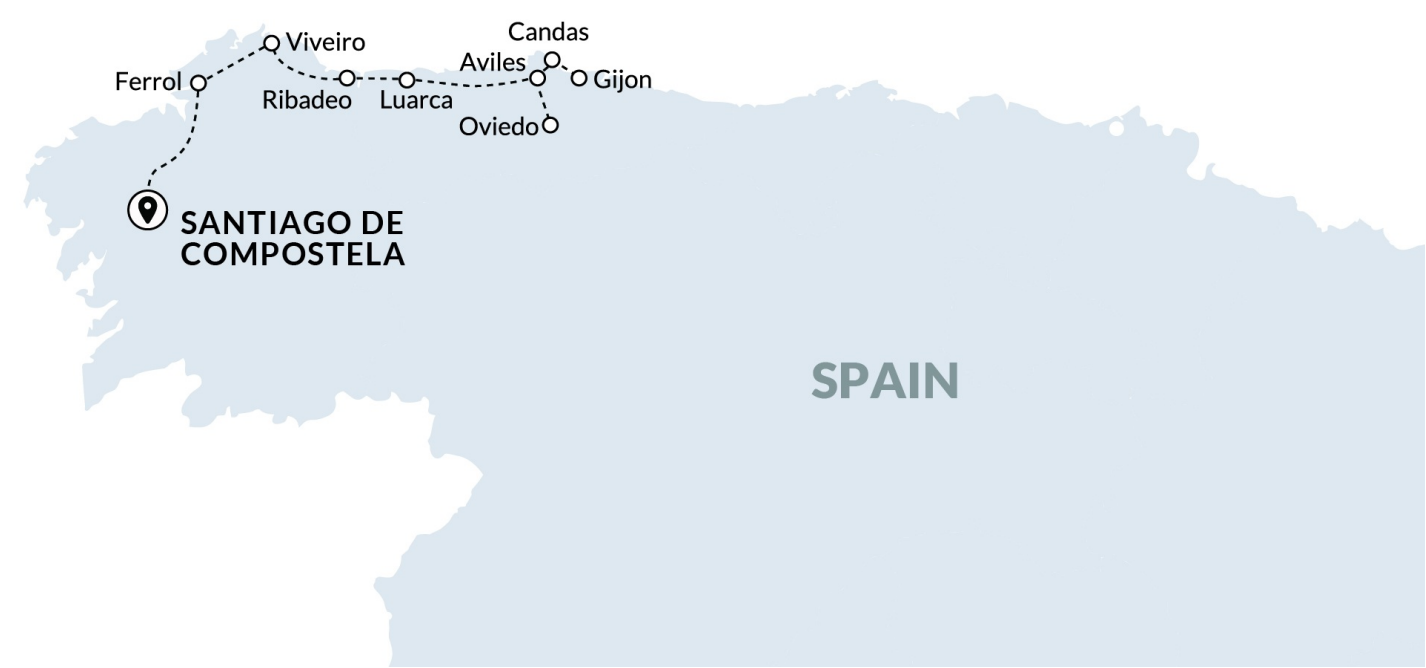 Candas
Viveiro
Aviles
Ferrol
Gijon
Ribadeo
Luarca
Oviedo
SANTIAGO DE
COMPOSTELA
SPAIN